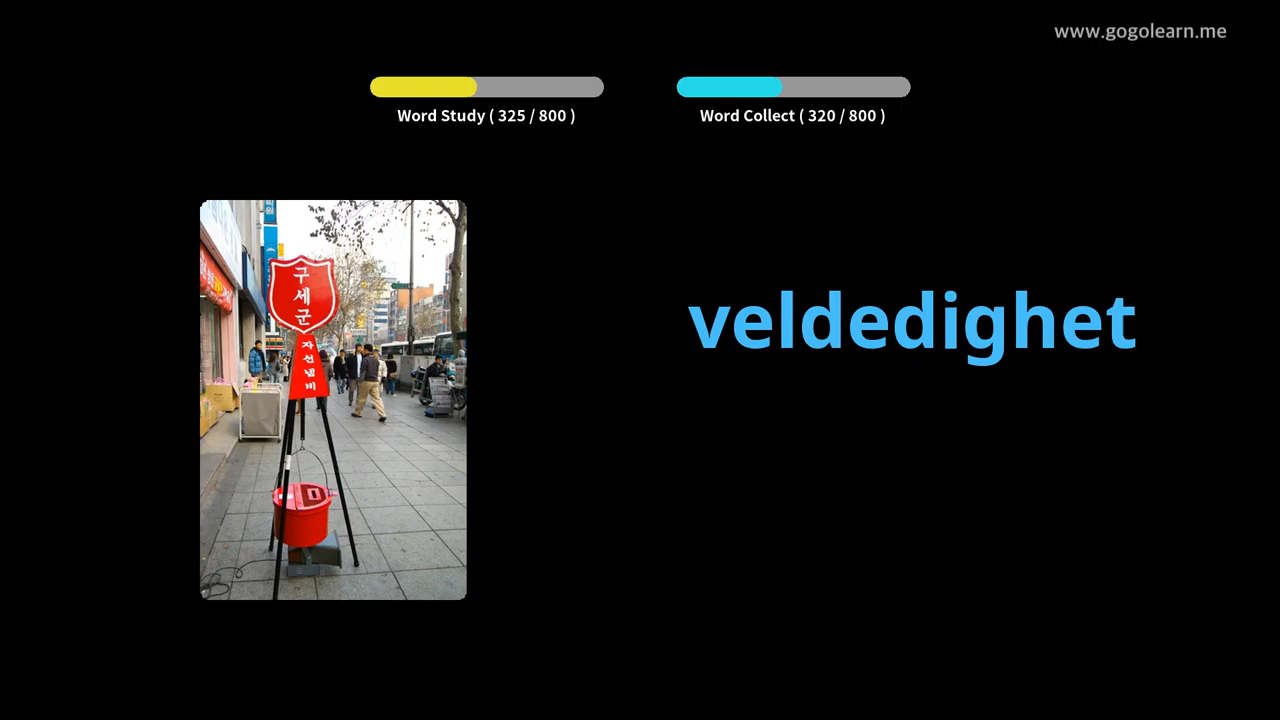 www.gogolearn.me
Word Study ( 325 / 800 )
Word Collect ( 320 / 800 )
구
세
군
자
선
냄
비
veldedighet